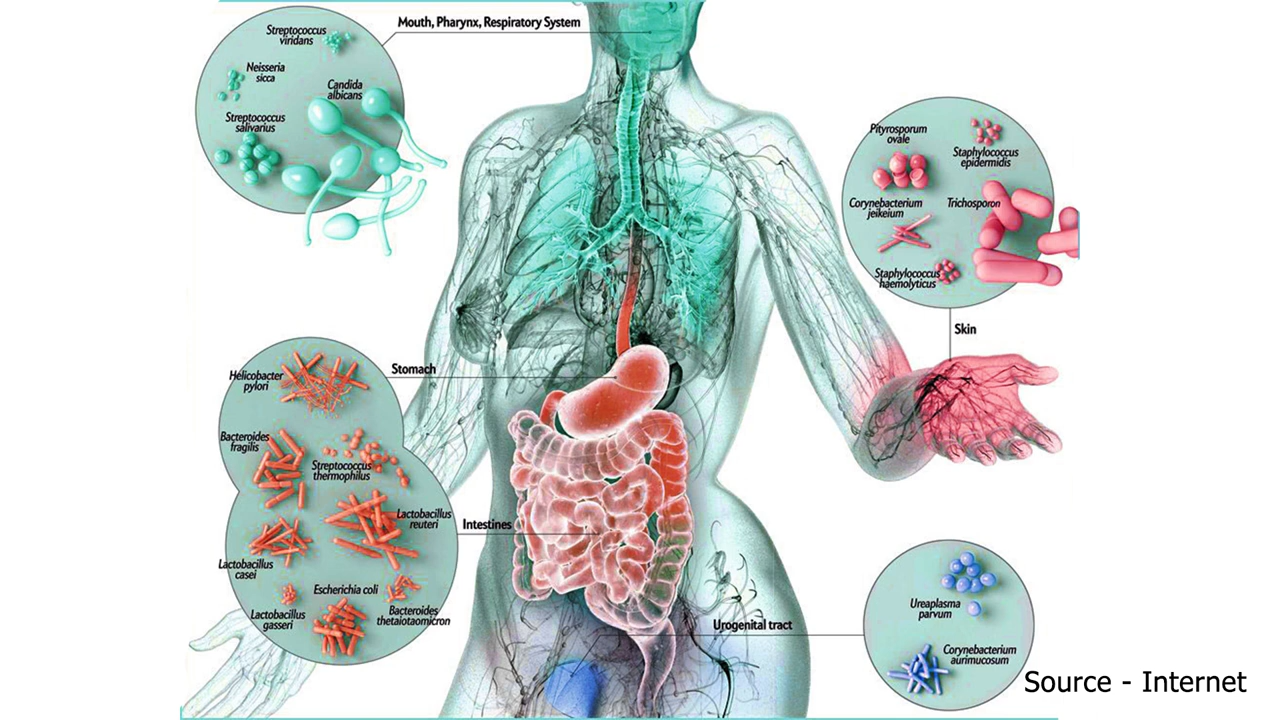 Mouth, Pharynx, Respiratory System
Streptococcus
viridans
Neisseria
sicca
Candida
albicans
Streptococcus
salivarius
Pityrosporum
ovale
Staphylococcus
epidermidis
Corynebacterium
jeikeium
Trichosporon
Staphylococcus
haemolyticus
Skin
Stomach
Helicobacter
pylori
Bacteroides
fragilis
Streptococcus
thermophilus
Lactobacillus
reuteri
Intestines
Lactobacillus
casei
Escherichia coli
Lactobacillus
gasseri
Bacteroides
thetaiotaomicron
Urogenital tract
Ureaplasma
parvum
Corynebacterium
aurimucosum
Source - Internet